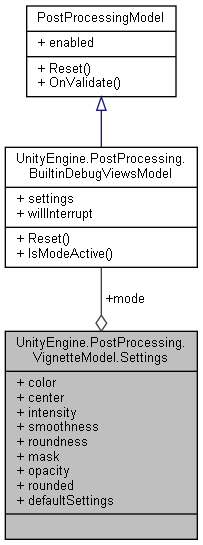 PostProcessingModel
+ enabled
+ Reset()
+ OnValidate()
UnityEngine.PostProcessing.
BuiltinDebugViewsModel
+ settings
+ willInterrupt
+ Reset()
+ IsModeActive()
+mode
UnityEngine.PostProcessing.
VignetteModel.Settings
+ color
+ center
+ intensity
+ smoothness
+ roundness
+ mask
+ opacity
+ rounded
+ defaultSettings